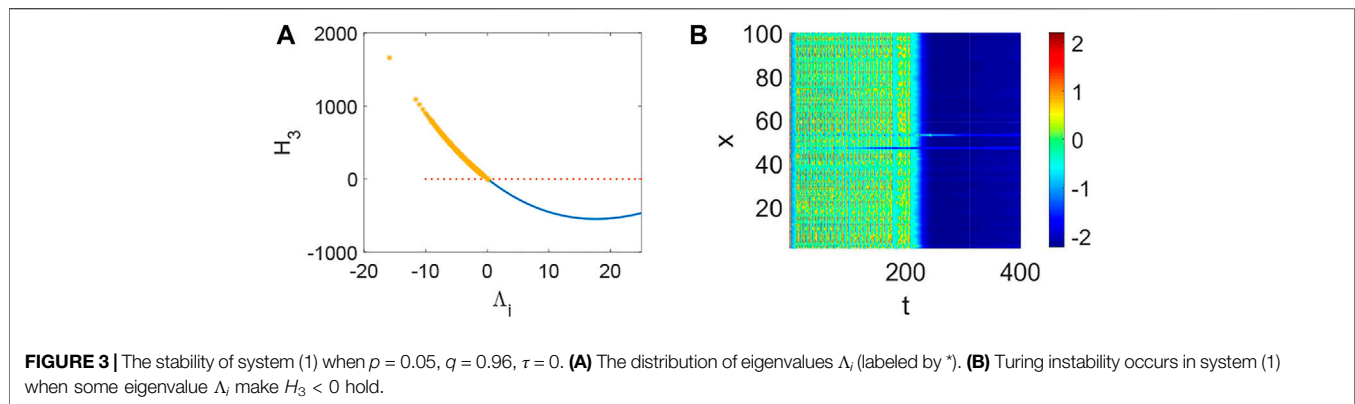 A
2000
1000
0
-1000
H3
-20
-10
0
10
20
Λi
B
100
80
60
40
20
x
200
400
t
2
1
0
-1
-2
FIGURE 3 | The stability of system (1) when p = 0.05, q = 0.96, τ = 0. (A) The distribution of eigenvalues Λi (labeled by *). (B) Turing instability occurs in system (1)
when some eigenvalue Λi make H3 < 0 hold.